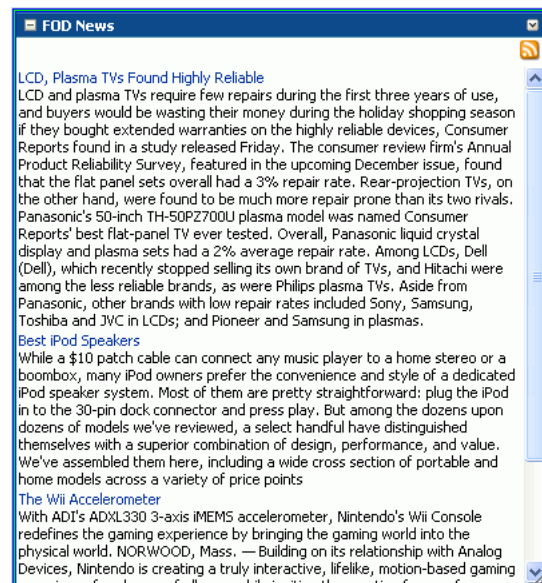 FOD News
LCD, Plasma TVs Found Highly Reliable
LCD and plasma TVs require few repairs during the first three years of use,
and buyers would be wasting their money during the holiday shopping season
if they bought extended warranties on the highly reliable devices, Consumer
Reports found in a study released Friday. The consumer review firm's Annual
Product Reliability Survey, featured in the upcoming December issue, found
that the flat panel sets overall had a 3% repair rate. Rear-projection TVs, on
the other hand, were found to be much more repair prone than its two rivals.
Panasonic's 50-inch TH-50PZ700U plasma model was named Consumer
Reports' best flat-panel TV ever tested. Overall, Panasonic liquid crystal
display and plasma sets had a 2% average repair rate. Among LCDs, Dell
(Dell), which recently stopped selling its own brand of TVs, and Hitachi were
among the less reliable brands, as were Philips plasma TVs. Aside from
Panasonic, other brands with low repair rates included Sony, Samsung,
Toshiba and JVC in LCDs; and Pioneer and Samsung in plasmas.
Best iPod Speakers
While a $10 patch cable can connect any music player to a home stereo or a
boombox, many iPod owners prefer the convenience and style of a dedicated
iPod speaker system. Most of them are pretty straightforward: plug the iPod
in to the 30-pin dock connector and press play. But among the dozens upon
dozens of models we've reviewed, a select handful have distinguished
themselves with a superior combination of design, performance, and value.
We've assembled them here, including a wide cross section of portable and
home models across a variety of price points
The Wii Accelerometer
With ADI's ADXL330 3-axis iMEMS accelerometer, Nintendo's Wii Console
redefines the gaming experience by bringing the gaming world into the
physical world. NORWOOD, Mass. — Building on its relationship with Analog
Devices, Nintendo is creating a truly interactive, lifelike, motion-based gaming